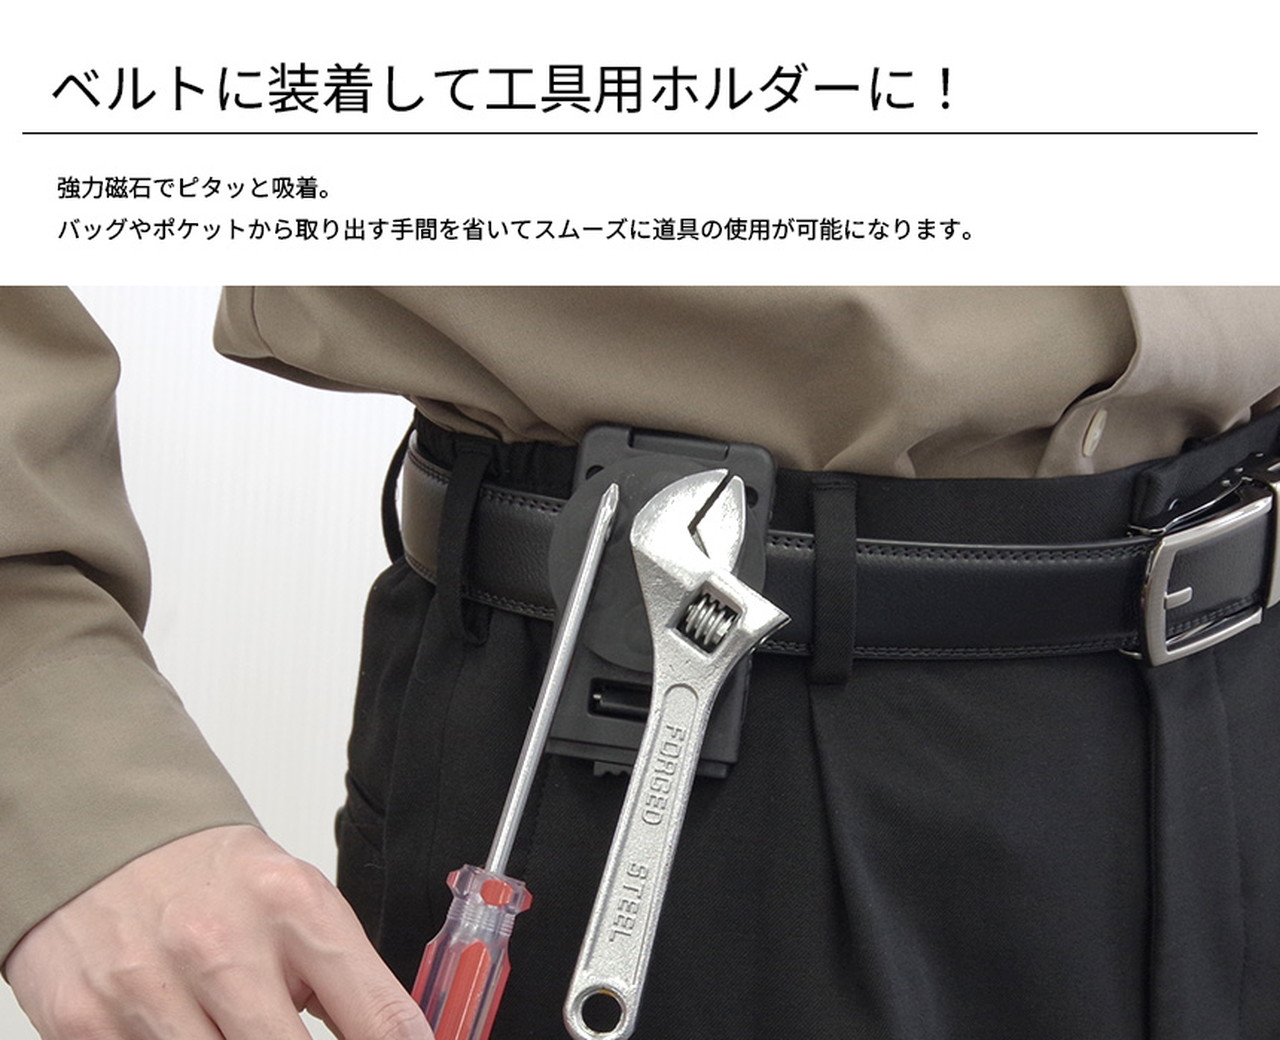 ベルトに装着して工具用ホルダーに！
強力磁石でピタッと吸着。
バッグやポケットから取り出す手間を省いてスムーズに道具の使用が可能になります。
FORGED STEEL